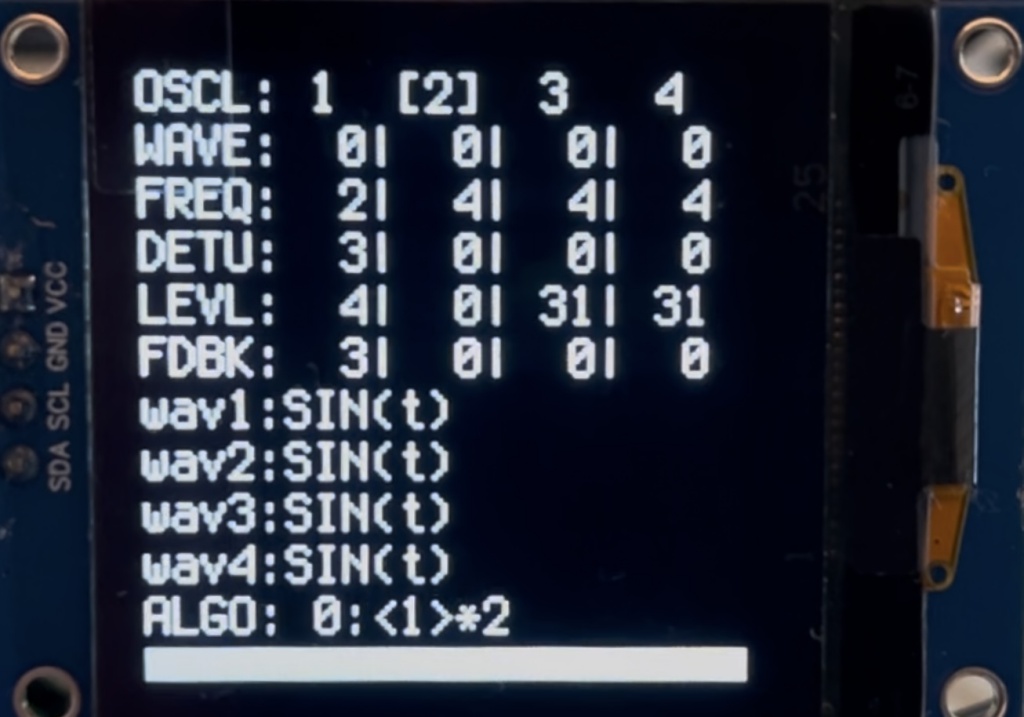 OSCL: 1 [2] 3 4
WAVE: 0| 0| 0| 0
FREQ: 2| 4| 4| 4
DETU: 3| 0| 0| 0
LEVL: 4| 0| 31| 31
FDBK: 3| 0| 0| 0
wav1:SIN(t)
wav2:SIN(t)
wav3:SIN(t)
wav4:SIN(t)
ALGO: 0:<1>*2
SDA SCL GND VCC
25
6-7